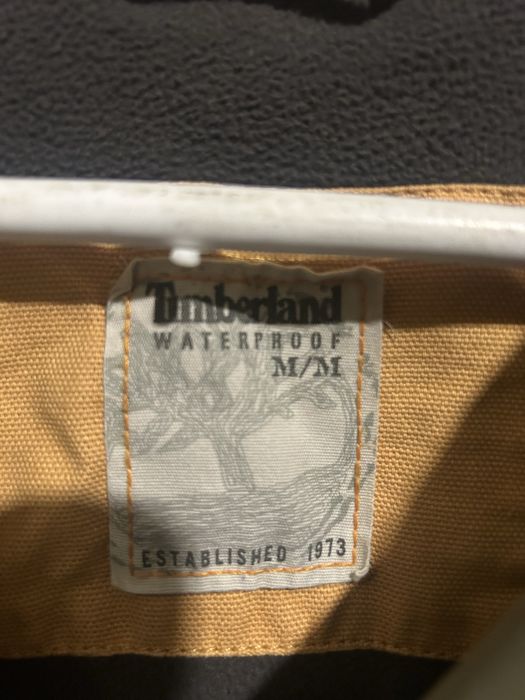 Timberland
WATERPROOF
M/M
ESTABLISHED 1973